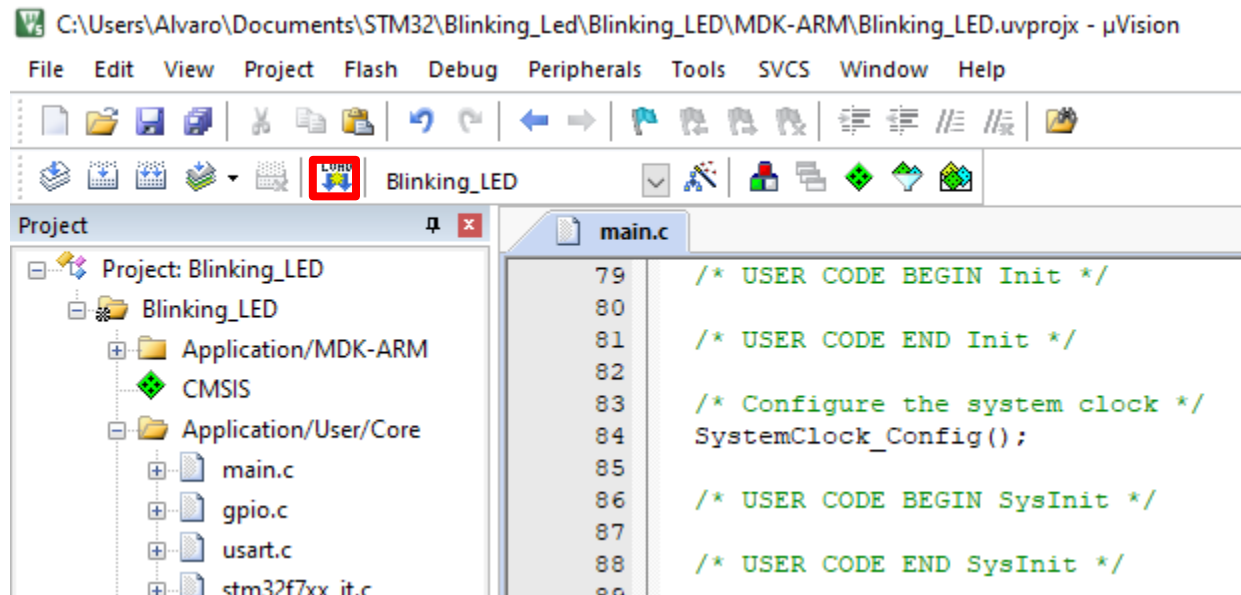 C:\Users\Alvaro\Documents\STM32\Blinking_Led\Blinking_LED\MDK-ARM\Blinking_LED.uvprojx - µVision
File Edit View Project Flash Debug Peripherals Tools SVCS Window Help
LOAD
Blinking_LED
Project
main.c
Project: Blinking_LED
Blinking_LED
Application/MDK-ARM
CMSIS
Application/User/Core
main.c
gpio.c
usart.c
stm32f7xx_it.c
79 /* USER CODE BEGIN Init */
80
81 /* USER CODE END Init */
82
83 /* Configure the system clock */
84 SystemClock_Config();
85
86 /* USER CODE BEGIN SysInit */
87
88 /* USER CODE END SysInit */
89